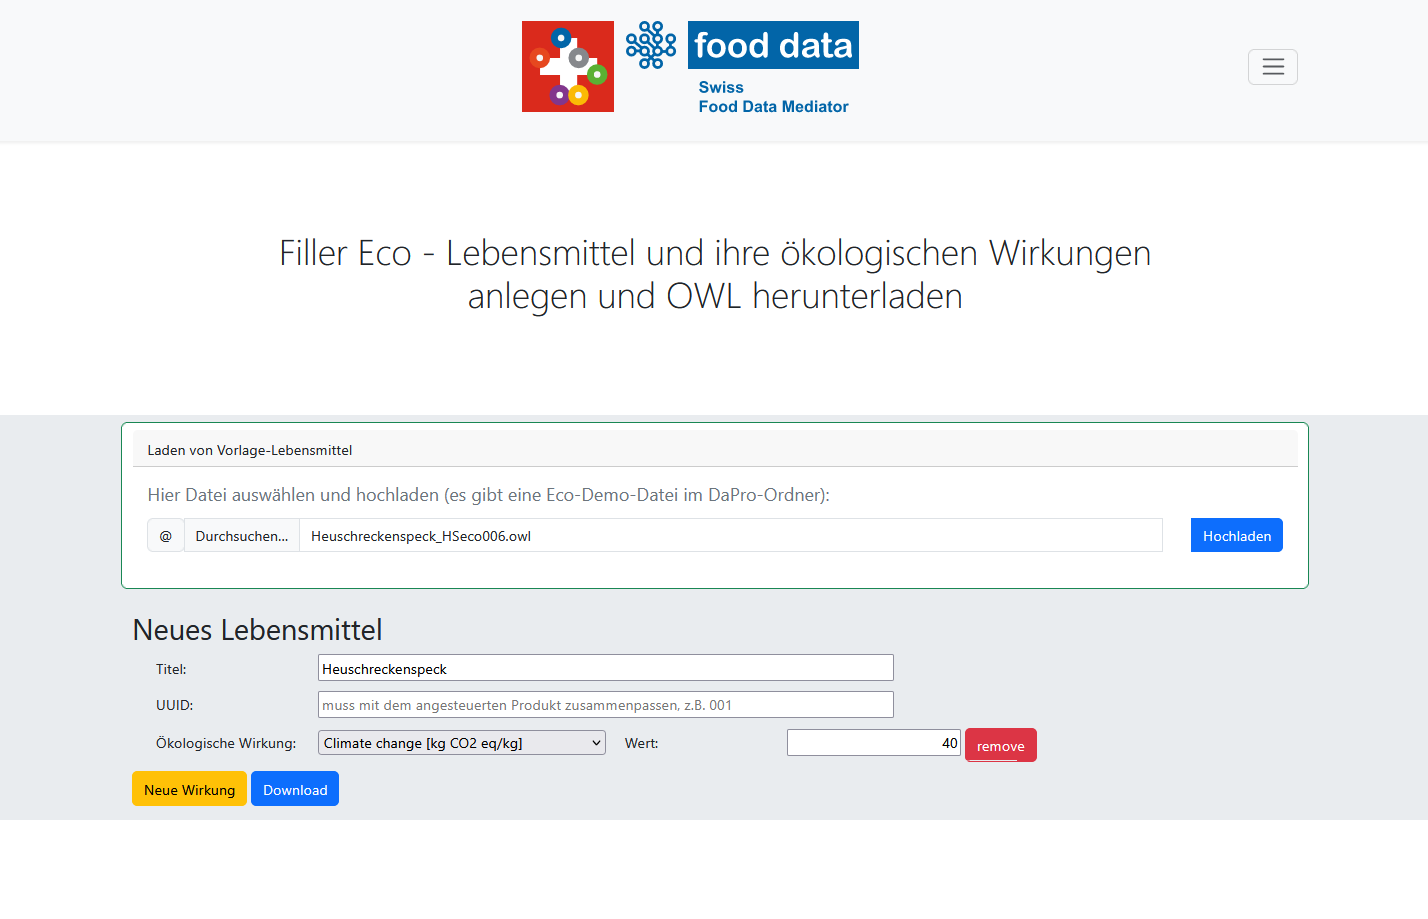 food data
Swiss
Food Data Mediator
Filler Eco - Lebensmittel und ihre ökologischen Wirkungen
anlegen und OWL herunterladen
Laden von Vorlage-Lebensmittel
Hier Datei auswählen und hochladen (es gibt eine Eco-Demo-Datei im DaPro-Ordner):
@ Durchsuchen... Heuschreckenspeck_HSeco006.owl Hochladen
Neues Lebensmittel
Titel: Heuschreckenspeck
UUID: muss mit dem angesteuerten Produkt zusammenpassen, z.B. 001
Ökologische Wirkung: Climate change [kg CO2 eq/kg] Wert: 40 remove
Neue Wirkung Download